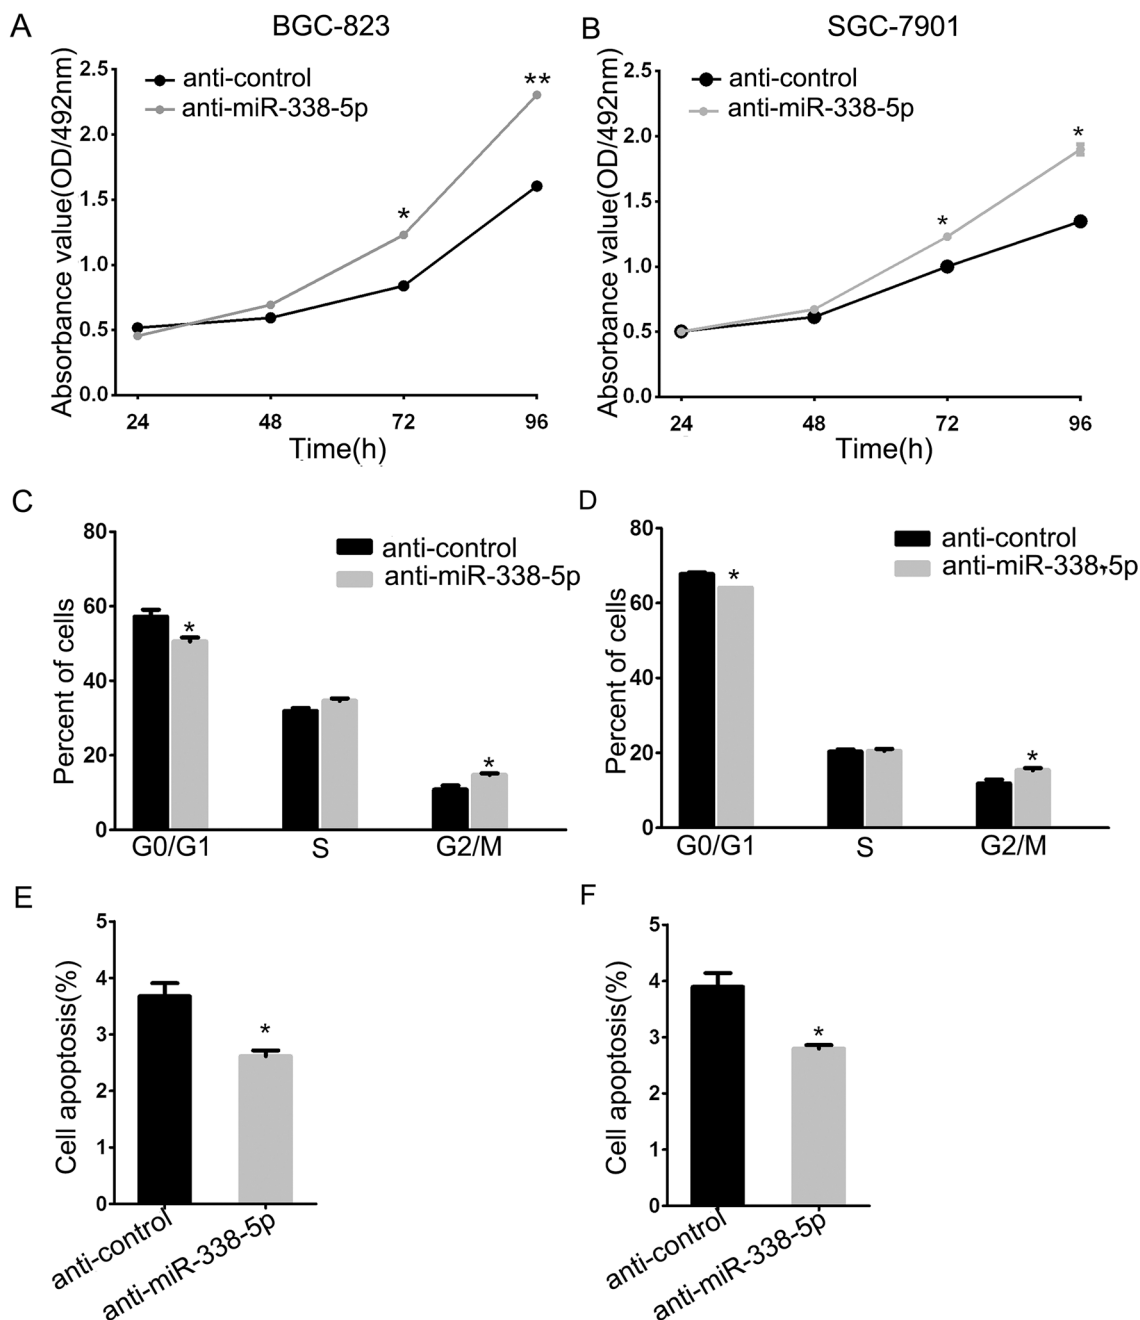 A
BGC-823
Absorbance value(OD/492nm)
2.5
2.0
1.5
1.0
0.5
0.0
anti-control
anti-miR-338-5p
*
**
24 48 72 96
Time(h)
B
SGC-7901
Absorbance value(OD/492nm)
2.5
2.0
1.5
1.0
0.5
0.0
anti-control
anti-miR-338-5p
*
*
24 48 72 96
Time(h)
C
Percent of cells
80
60
40
20
0
anti-control
anti-miR-338-5p
*
*
G0/G1 S G2/M
D
Percent of cells
80
60
40
20
0
anti-control
anti-miR-338-5p
*
*
G0/G1 S G2/M
E
Cell apoptosis(%)
5
4
3
2
1
0
*
anti-control
anti-miR-338-5p
F
Cell apoptosis(%)
5
4
3
2
1
0
*
anti-control
anti-miR-338-5p